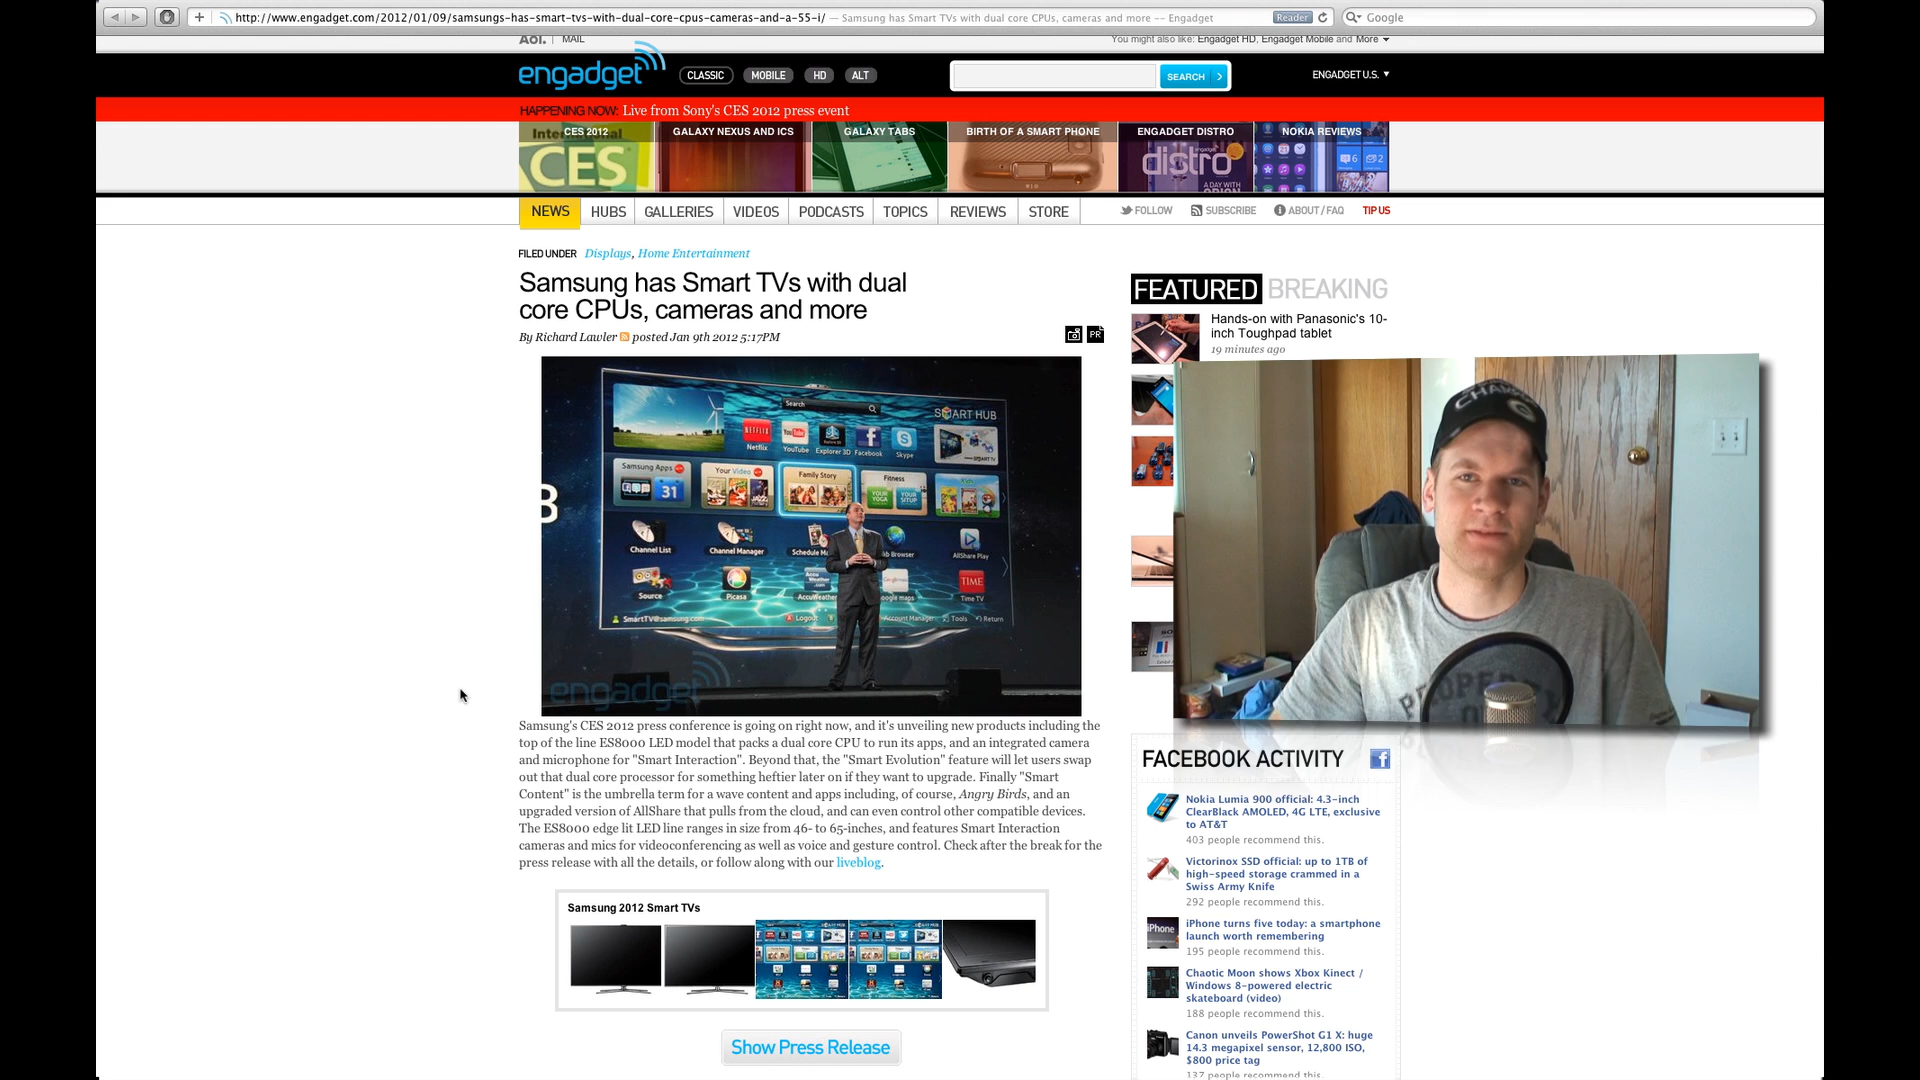 http://www.engadget.com/2012/01/09/samsungs-has-smart-tvs-with-dual-core-cpus-cameras-and-a-55-i/ — Samsung has Smart TVs with dual core CPUs, cameras and more -- Engadget
Reader
Google
Aol. | MAIL
You might also like: Engadget HD, Engadget Mobile and More
engadget
CLASSIC
MOBILE
HD
ALT
SEARCH
ENGADGET U.S.
HAPPENING NOW: Live from Sony's CES 2012 press event
International
CES
CES 2012
GALAXY NEXUS AND ICS
GALAXY TABS
BIRTH OF A SMART PHONE
ENGADGET DISTRO
NOKIA REVIEWS
engadget
distro
A DAY WITH
6
2
NEWS
HUBS
GALLERIES
VIDEOS
PODCASTS
TOPICS
REVIEWS
STORE
FOLLOW
SUBSCRIBE
ABOUT / FAQ
TIP US
FILED UNDER Displays, Home Entertainment
Samsung has Smart TVs with dual
core CPUs, cameras and more
By Richard Lawler posted Jan 9th 2012 5:17PM
PR
Search
SMART HUB
NETFLIX
Netflix
YouTube
Explorer 3D
Facebook
Skype
Samsung Apps
Your Video
Family Story
Fitness
Kids
31
YOUR YOGA
YOUR SITUP
Channel List
Channel Manager
Schedule
Browser
AllShare Play
Source
Picasa
AccuWeather
TIME
Time TV
SmartTV@samsung.com
Logout
Account Manager
Tools
Return
engadget
Samsung's CES 2012 press conference is going on right now, and it's unveiling new products including the
top of the line ES8000 LED model that packs a dual core CPU to run its apps, and an integrated camera
and microphone for "Smart Interaction". Beyond that, the "Smart Evolution" feature will let users swap
out that dual core processor for something heftier later on if they want to upgrade. Finally "Smart
Content" is the umbrella term for a wave content and apps including, of course, Angry Birds, and an
upgraded version of AllShare that pulls from the cloud, and can even control other compatible devices.
The ES8000 edge lit LED line ranges in size from 46- to 65-inches, and features Smart Interaction
cameras and mics for videoconferencing as well as voice and gesture control. Check after the break for the
press release with all the details, or follow along with our liveblog.
Samsung 2012 Smart TVs
Show Press Release
FEATURED BREAKING
Hands-on with Panasonic's 10-
inch Toughpad tablet
19 minutes ago
FACEBOOK ACTIVITY
Nokia Lumia 900 official: 4.3-inch
ClearBlack AMOLED, 4G LTE, exclusive
to AT&T
403 people recommend this.
Victorinox SSD official: up to 1TB of
high-speed storage crammed in a
Swiss Army Knife
292 people recommend this.
iPhone
iPhone turns five today: a smartphone
launch worth remembering
195 people recommend this.
Chaotic Moon shows Xbox Kinect /
Windows 8-powered electric
skateboard (video)
188 people recommend this.
Canon unveils PowerShot G1 X: huge
14.3 megapixel sensor, 12,800 ISO,
$800 price tag
137 people recommend this.